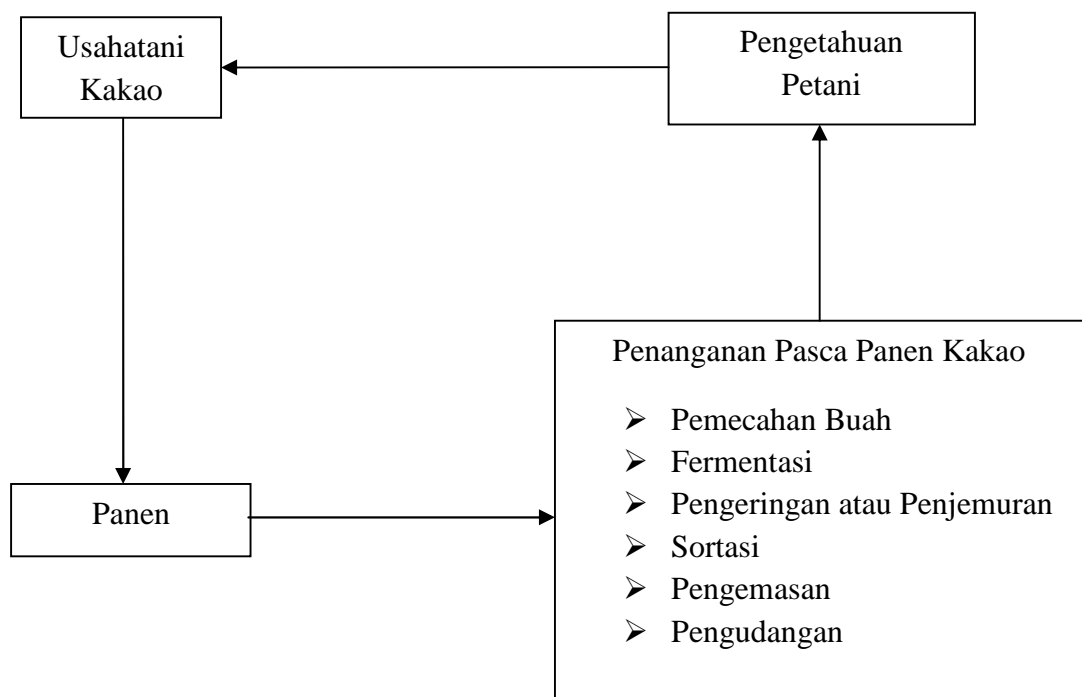 Usahatani
Kakao
Pengetahuan
Petani
Panen
Penanganan Pasca Panen Kakao
➢ Pemecahan Buah
➢ Fermentasi
➢ Pengeringan atau Penjemuran
➢ Sortasi
➢ Pengemasan
➢ Pengudangan